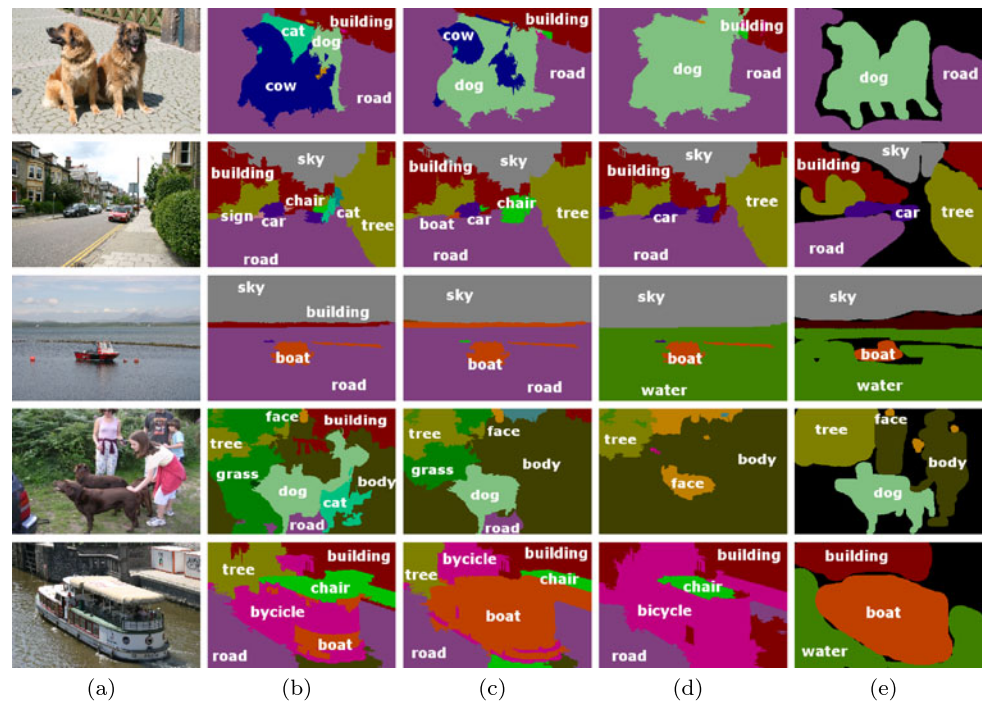 cat
building
dog
cow
road
cow
building
dog
road
building
dog
road
dog
road
sky
building
chair
sign
car
cat
tree
road
sky
building
chair
boat
car
tree
road
sky
building
car
tree
road
sky
building
car
tree
road
sky
building
boat
road
sky
boat
road
sky
boat
water
sky
boat
water
face
building
tree
grass
body
dog
cat
road
face
tree
grass
body
dog
road
tree
body
face
face
tree
body
dog
building
tree
chair
bycicle
boat
road
bycicle
building
tree
chair
boat
road
building
chair
bicycle
road
building
boat
water
(a)
(b)
(c)
(d)
(e)